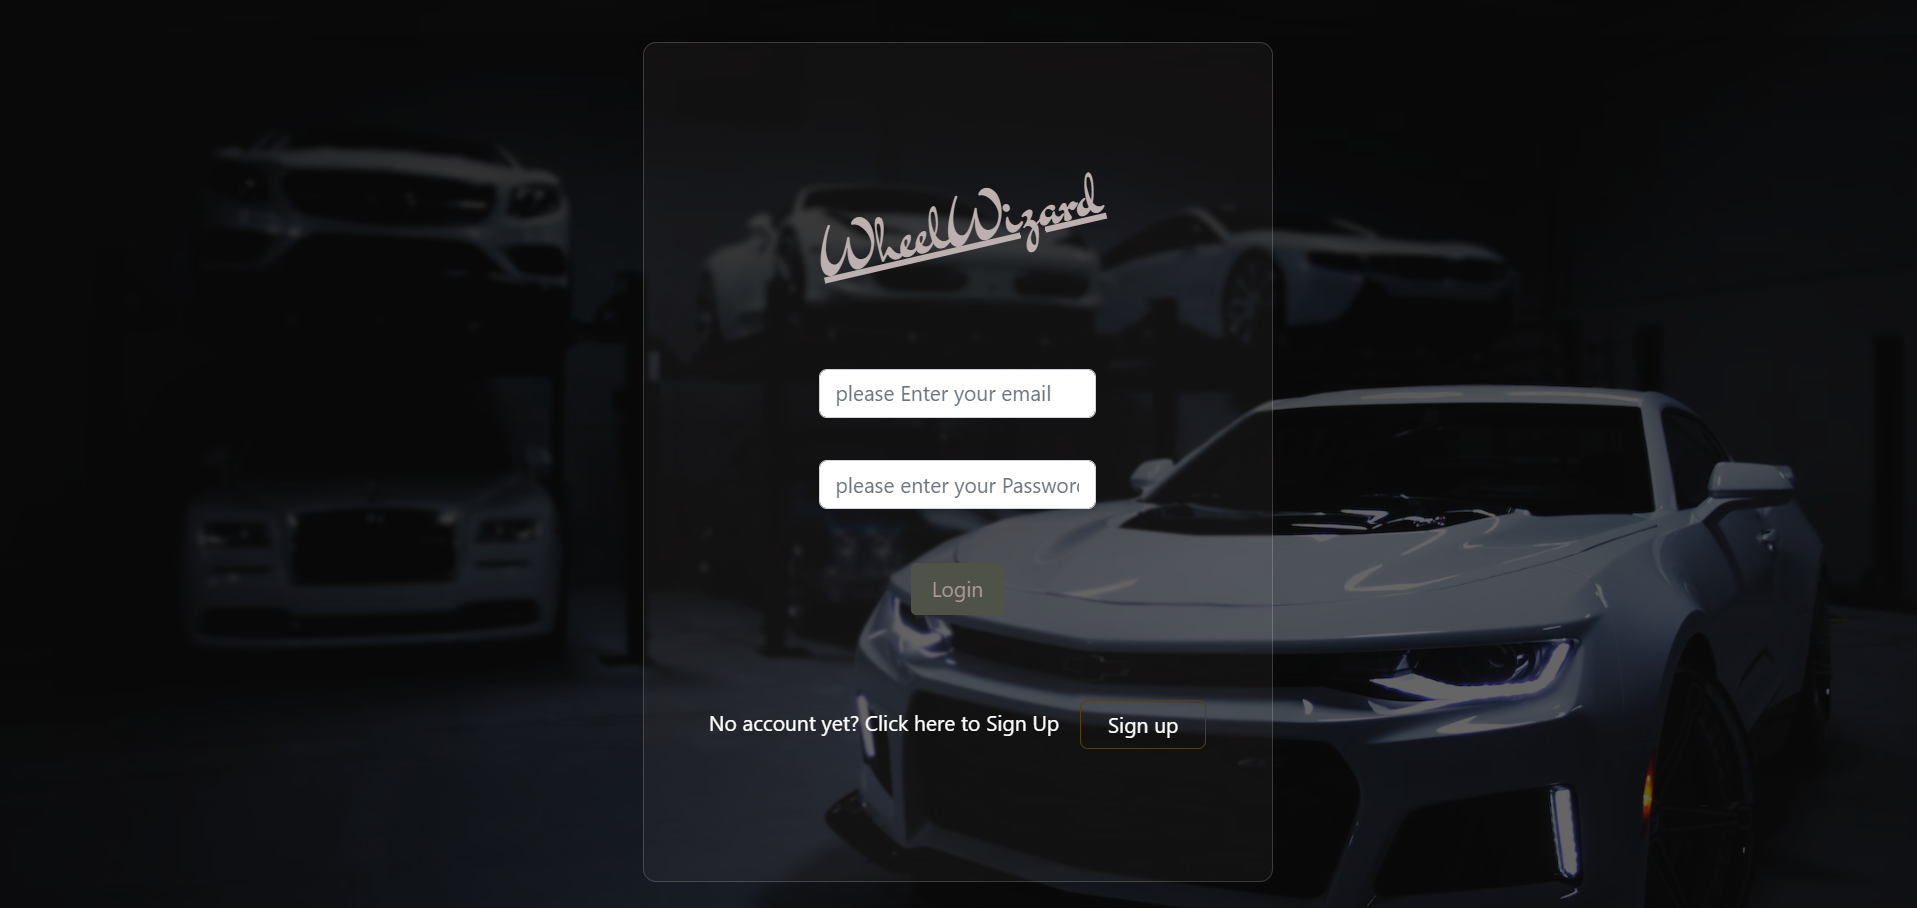 WheelWizard
please Enter your email
please enter your Password
Login
No account yet? Click here to Sign Up
Sign up